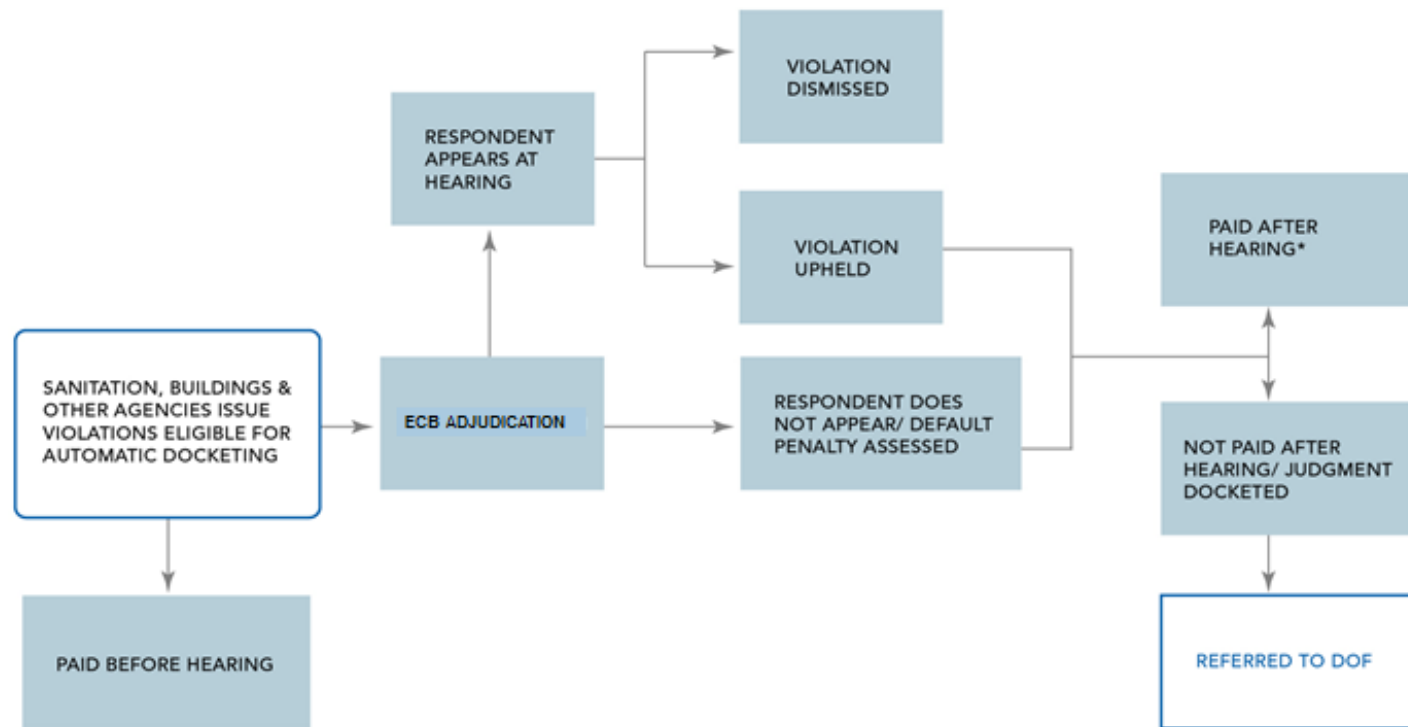 VIOLATION
DISMISSED
RESPONDENT
APPEARS AT
HEARING
VIOLATION
UPHELD
PAID AFTER
HEARING*
SANITATION, BUILDINGS &
OTHER AGENCIES ISSUE
VIOLATIONS ELIGIBLE FOR
AUTOMATIC DOCKETING
ECB ADJUDICATION
RESPONDENT DOES
NOT APPEAR/ DEFAULT
PENALTY ASSESSED
NOT PAID AFTER
HEARING/ JUDGMENT
DOCKETED
PAID BEFORE HEARING
REFERRED TO DOF